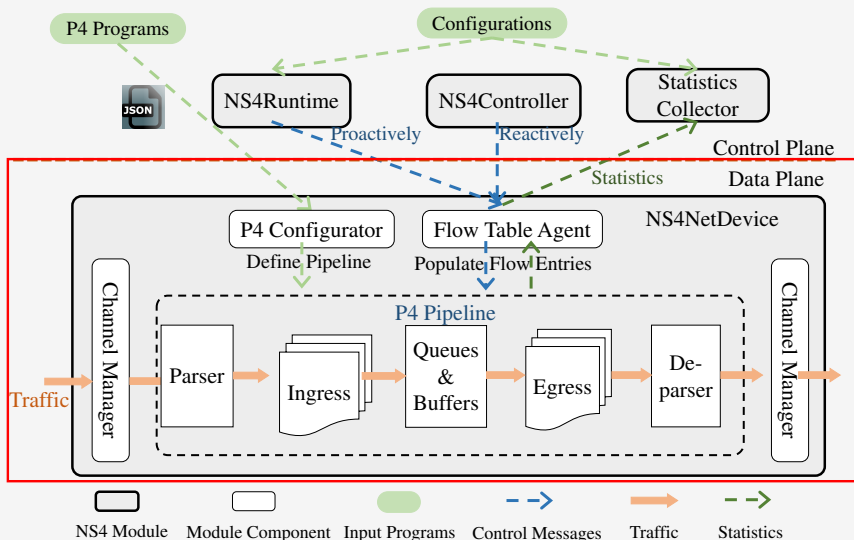 P4 Programs
Configurations
JSON
NS4Runtime
NS4Controller
Statistics
Collector
Proactively
Reactively
Control Plane
Statistics
Data Plane
NS4NetDevice
P4 Configurator
Flow Table Agent
Define Pipeline
Populate Flow Entries
P4 Pipeline
Channel Manager
Parser
Ingress
Queues
&
Buffers
Egress
De-
parser
Channel Manager
Traffic
NS4 Module
Module Component
Input Programs
Control Messages
Traffic
Statistics